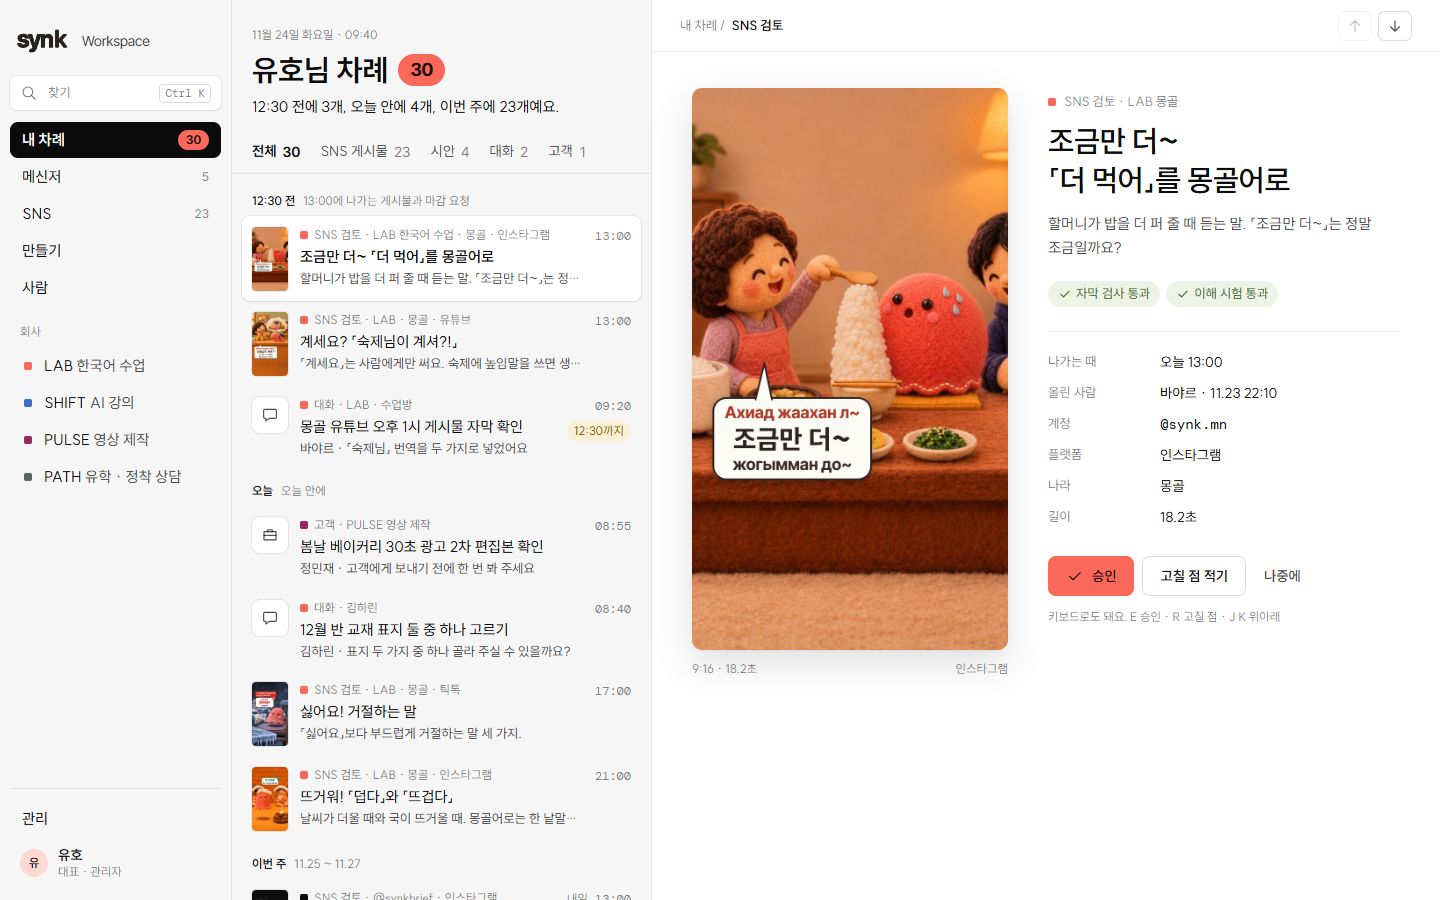 synk Workspace
찾기 Ctrl K
내 차례 30
메신저 5
SNS 23
만들기
사람
회사
LAB 한국어 수업
SHIFT AI 강의
PULSE 영상 제작
PATH 유학 · 정착 상담
관리
유 유호
대표 · 관리자
11월 24일 화요일 · 09:40
유호님 차례 30
12:30 전에 3개, 오늘 안에 4개, 이번 주에 23개예요.
전체 30 SNS 게시물 23 시안 4 대화 2 고객 1
12:30 전 13:00에 나가는 게시물과 마감 요청
SNS 검토 · LAB 한국어 수업 · 몽골 · 인스타그램 13:00
조금만 더~ 「더 먹어」를 몽골어로
할머니가 밥을 더 퍼 줄 때 듣는 말. 「조금만 더~」는 정…
SNS 검토 · LAB · 몽골 · 유튜브 13:00
계세요? 「숙제님이 계셔?!」
「계세요」는 사람에게만 써요. 숙제에 높임말을 쓰면 생…
대화 · LAB · 수업방 09:20
몽골 유튜브 오후 1시 게시물 자막 확인 12:30까지
바야르 · 「숙제님」 번역을 두 가지로 넣었어요
오늘 오늘 안에
고객 · PULSE 영상 제작 08:55
봄날 베이커리 30초 광고 2차 편집본 확인
정민재 · 고객에게 보내기 전에 한 번 봐 주세요
대화 · 김하린 08:40
12월 반 교재 표지 둘 중 하나 고르기
김하린 · 표지 두 가지 중 하나 골라 주실 수 있을까요?
SNS 검토 · LAB · 몽골 · 틱톡 17:00
싫어요! 거절하는 말
「싫어요」보다 부드럽게 거절하는 말 세 가지.
SNS 검토 · LAB · 몽골 · 인스타그램 21:00
뜨거워! 「덥다」와 「뜨겁다」
날씨가 더울 때와 국이 뜨거울 때. 몽골어로는 한 낱말…
이번 주 11.25 ~ 11.27
SNS 검토 · @synkbrief · 인스타그램 내일 13:00
내 차례 / SNS 검토
Ахиад жаахан л~
조금만 더~
жогымман до~
9:16 · 18.2초 인스타그램
SNS 검토 · LAB 몽골
조금만 더~
「더 먹어」를 몽골어로
할머니가 밥을 더 퍼 줄 때 듣는 말. 「조금만 더~」는 정말
조금일까요?
자막 검사 통과 이해 시험 통과
나가는 때 오늘 13:00
올린 사람 바야르 · 11.23 22:10
계정 @synk.mn
플랫폼 인스타그램
나라 몽골
길이 18.2초
승인 고칠 점 적기 나중에
키보드로도 돼요. E 승인 · R 고칠 점 · J K 위아래